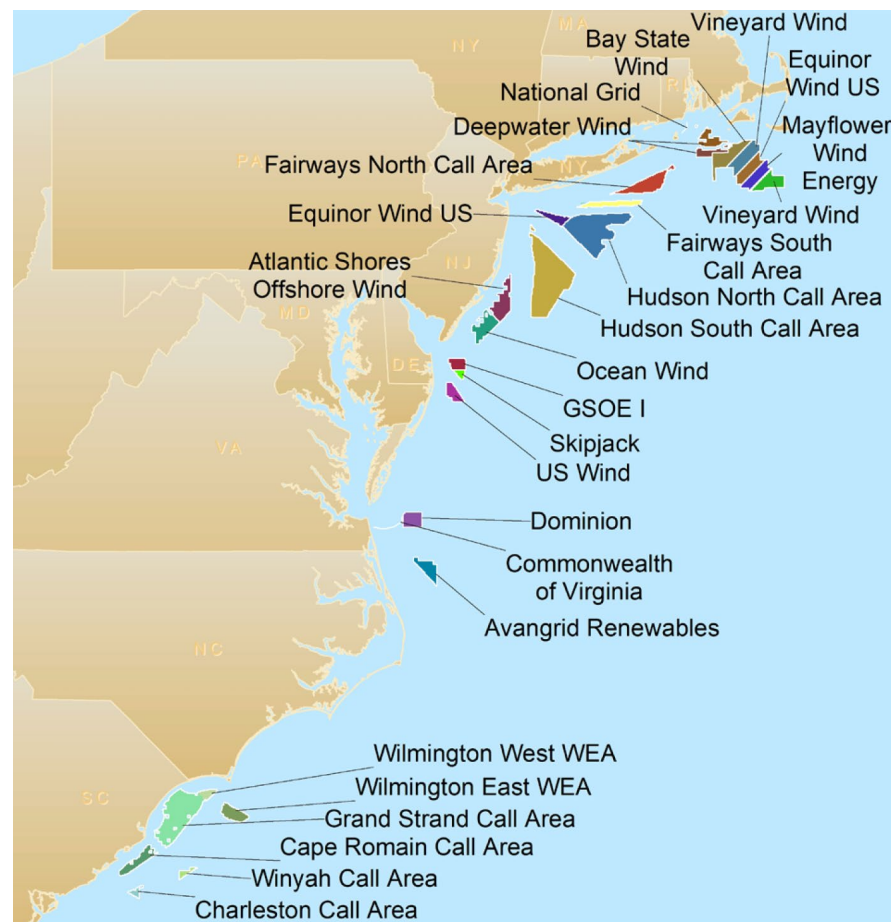 NY
MA
Vineyard Wind
Bay State
Wind
Equinor
Wind US
RI
National Grid
Deepwater Wind
Mayflower
Wind
Energy
PA
NY
Fairways North Call Area
Vineyard Wind
Equinor Wind US
Fairways South
Call Area
NJ
Atlantic Shores
Offshore Wind
Hudson North Call Area
MD
Hudson South Call Area
DE
Ocean Wind
GSOE I
Skipjack
US Wind
VA
Dominion
Commonwealth
of Virginia
Avangrid Renewables
NC
Wilmington West WEA
Wilmington East WEA
SC
Grand Strand Call Area
Cape Romain Call Area
Winyah Call Area
Charleston Call Area